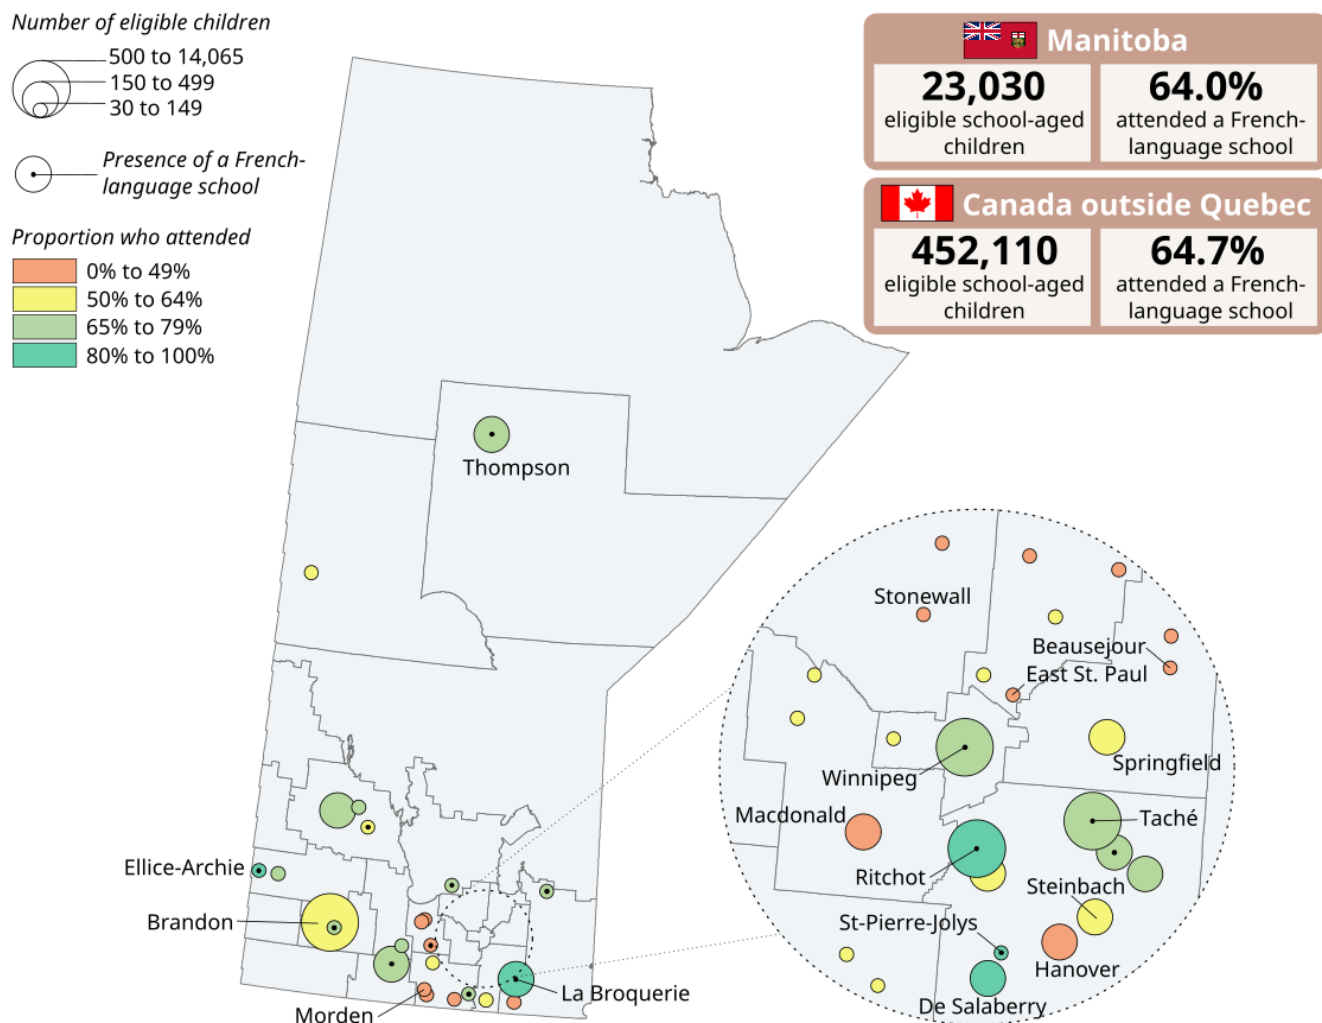 Number of eligible children
500 to 14,065
150 to 499
30 to 149
Presence of a French-
language school
Proportion who attended
0% to 49%
50% to 64%
65% to 79%
80% to 100%
Manitoba
23,030
eligible school-aged
children
64.0%
attended a French-
language school
Canada outside Quebec
452,110
eligible school-aged
children
64.7%
attended a French-
language school
Thompson
Stonewall
Beausejour
East St. Paul
Springfield
Winnipeg
Macdonald
Taché
Ritchot
Steinbach
St-Pierre-Jolys
Hanover
De Salaberry
Ellice-Archie
Brandon
La Broquerie
Morden